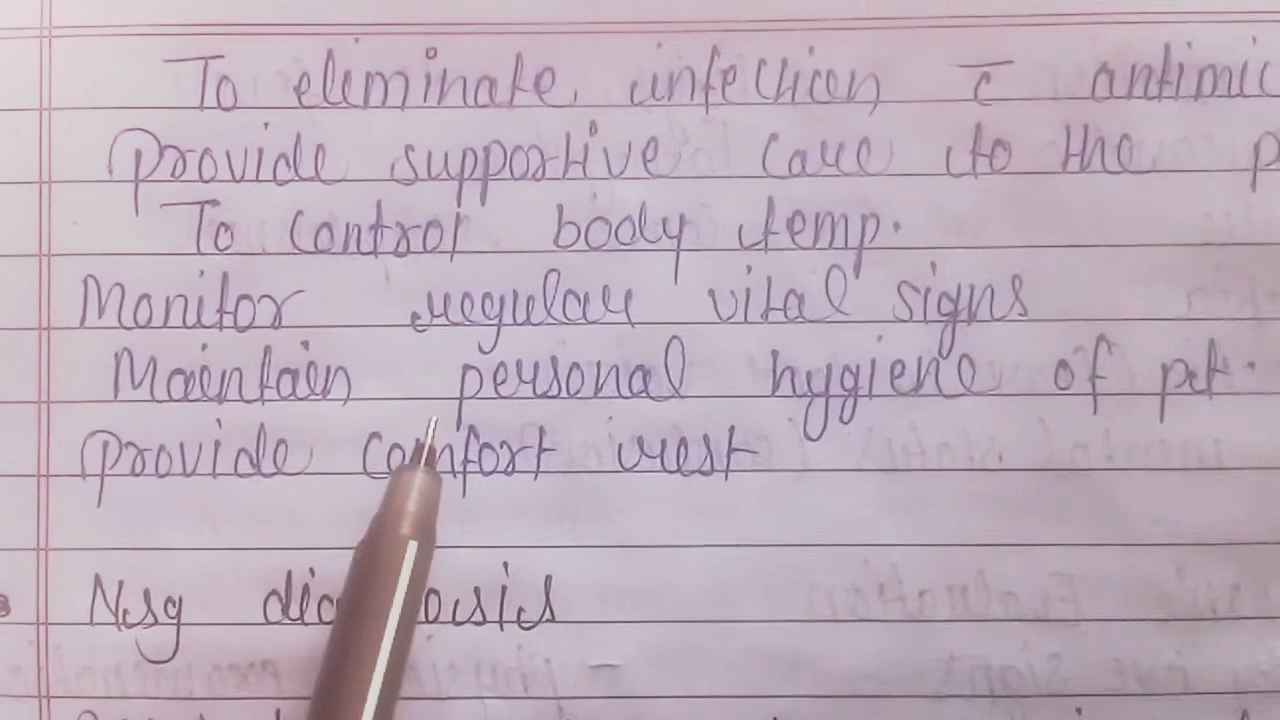 To eliminate infection c̅ antimic
Provide supportive care to the p
To control body temp.
Monitor regular vital signs
Maintain personal hygiene of pt.
Provide comfort rest
Nsg diagnosis